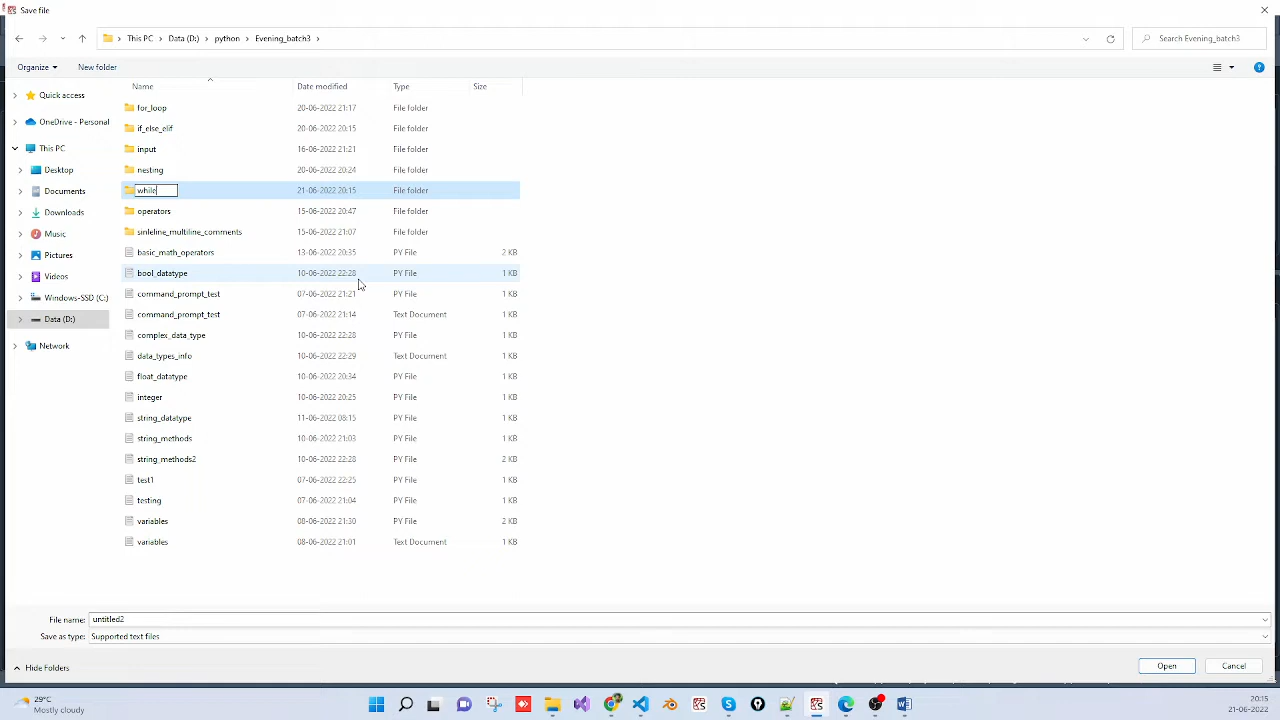 Save file
This PC > Data (D:) > python > Evening_batch3 >
Search Evening_batch3
Organize
New folder
Name Date modified Type Size
Quick access
OneDrive - Personal
This PC
Desktop
Documents
Downloads
Music
Pictures
Videos
Windows-SSD (C:)
Data (D:)
Network
for_loop 20-06-2022 21:17 File folder
if_else_elif 20-06-2022 20:15 File folder
input 16-06-2022 21:21 File folder
nesting 20-06-2022 20:24 File folder
while 21-06-2022 20:15 File folder
operators 15-06-2022 20:47 File folder
sinleline_multiline_comments 15-06-2022 21:07 File folder
basic_math_operators 13-06-2022 20:35 PY File 2 KB
bool_datatype 10-06-2022 22:28 PY File 1 KB
command_prompt_test 07-06-2022 21:21 PY File 1 KB
command_prompt_test 07-06-2022 21:14 Text Document 1 KB
complex_data_type 10-06-2022 22:28 PY File 1 KB
data_types_info 10-06-2022 22:29 Text Document 1 KB
float_datatype 10-06-2022 20:34 PY File 1 KB
integer 10-06-2022 20:25 PY File 1 KB
string_datatype 11-06-2022 08:15 PY File 1 KB
string_methods 10-06-2022 21:03 PY File 1 KB
string_methods2 10-06-2022 22:28 PY File 2 KB
test1 07-06-2022 22:25 PY File 1 KB
testing 07-06-2022 21:04 PY File 1 KB
variables 08-06-2022 21:30 PY File 2 KB
variables 08-06-2022 21:01 Text Document 1 KB
File name: untitled2
Save as type: Supported text files
Hide Folders
Open
Cancel
29°C
Mostly cloudy
20:15
21-06-2022